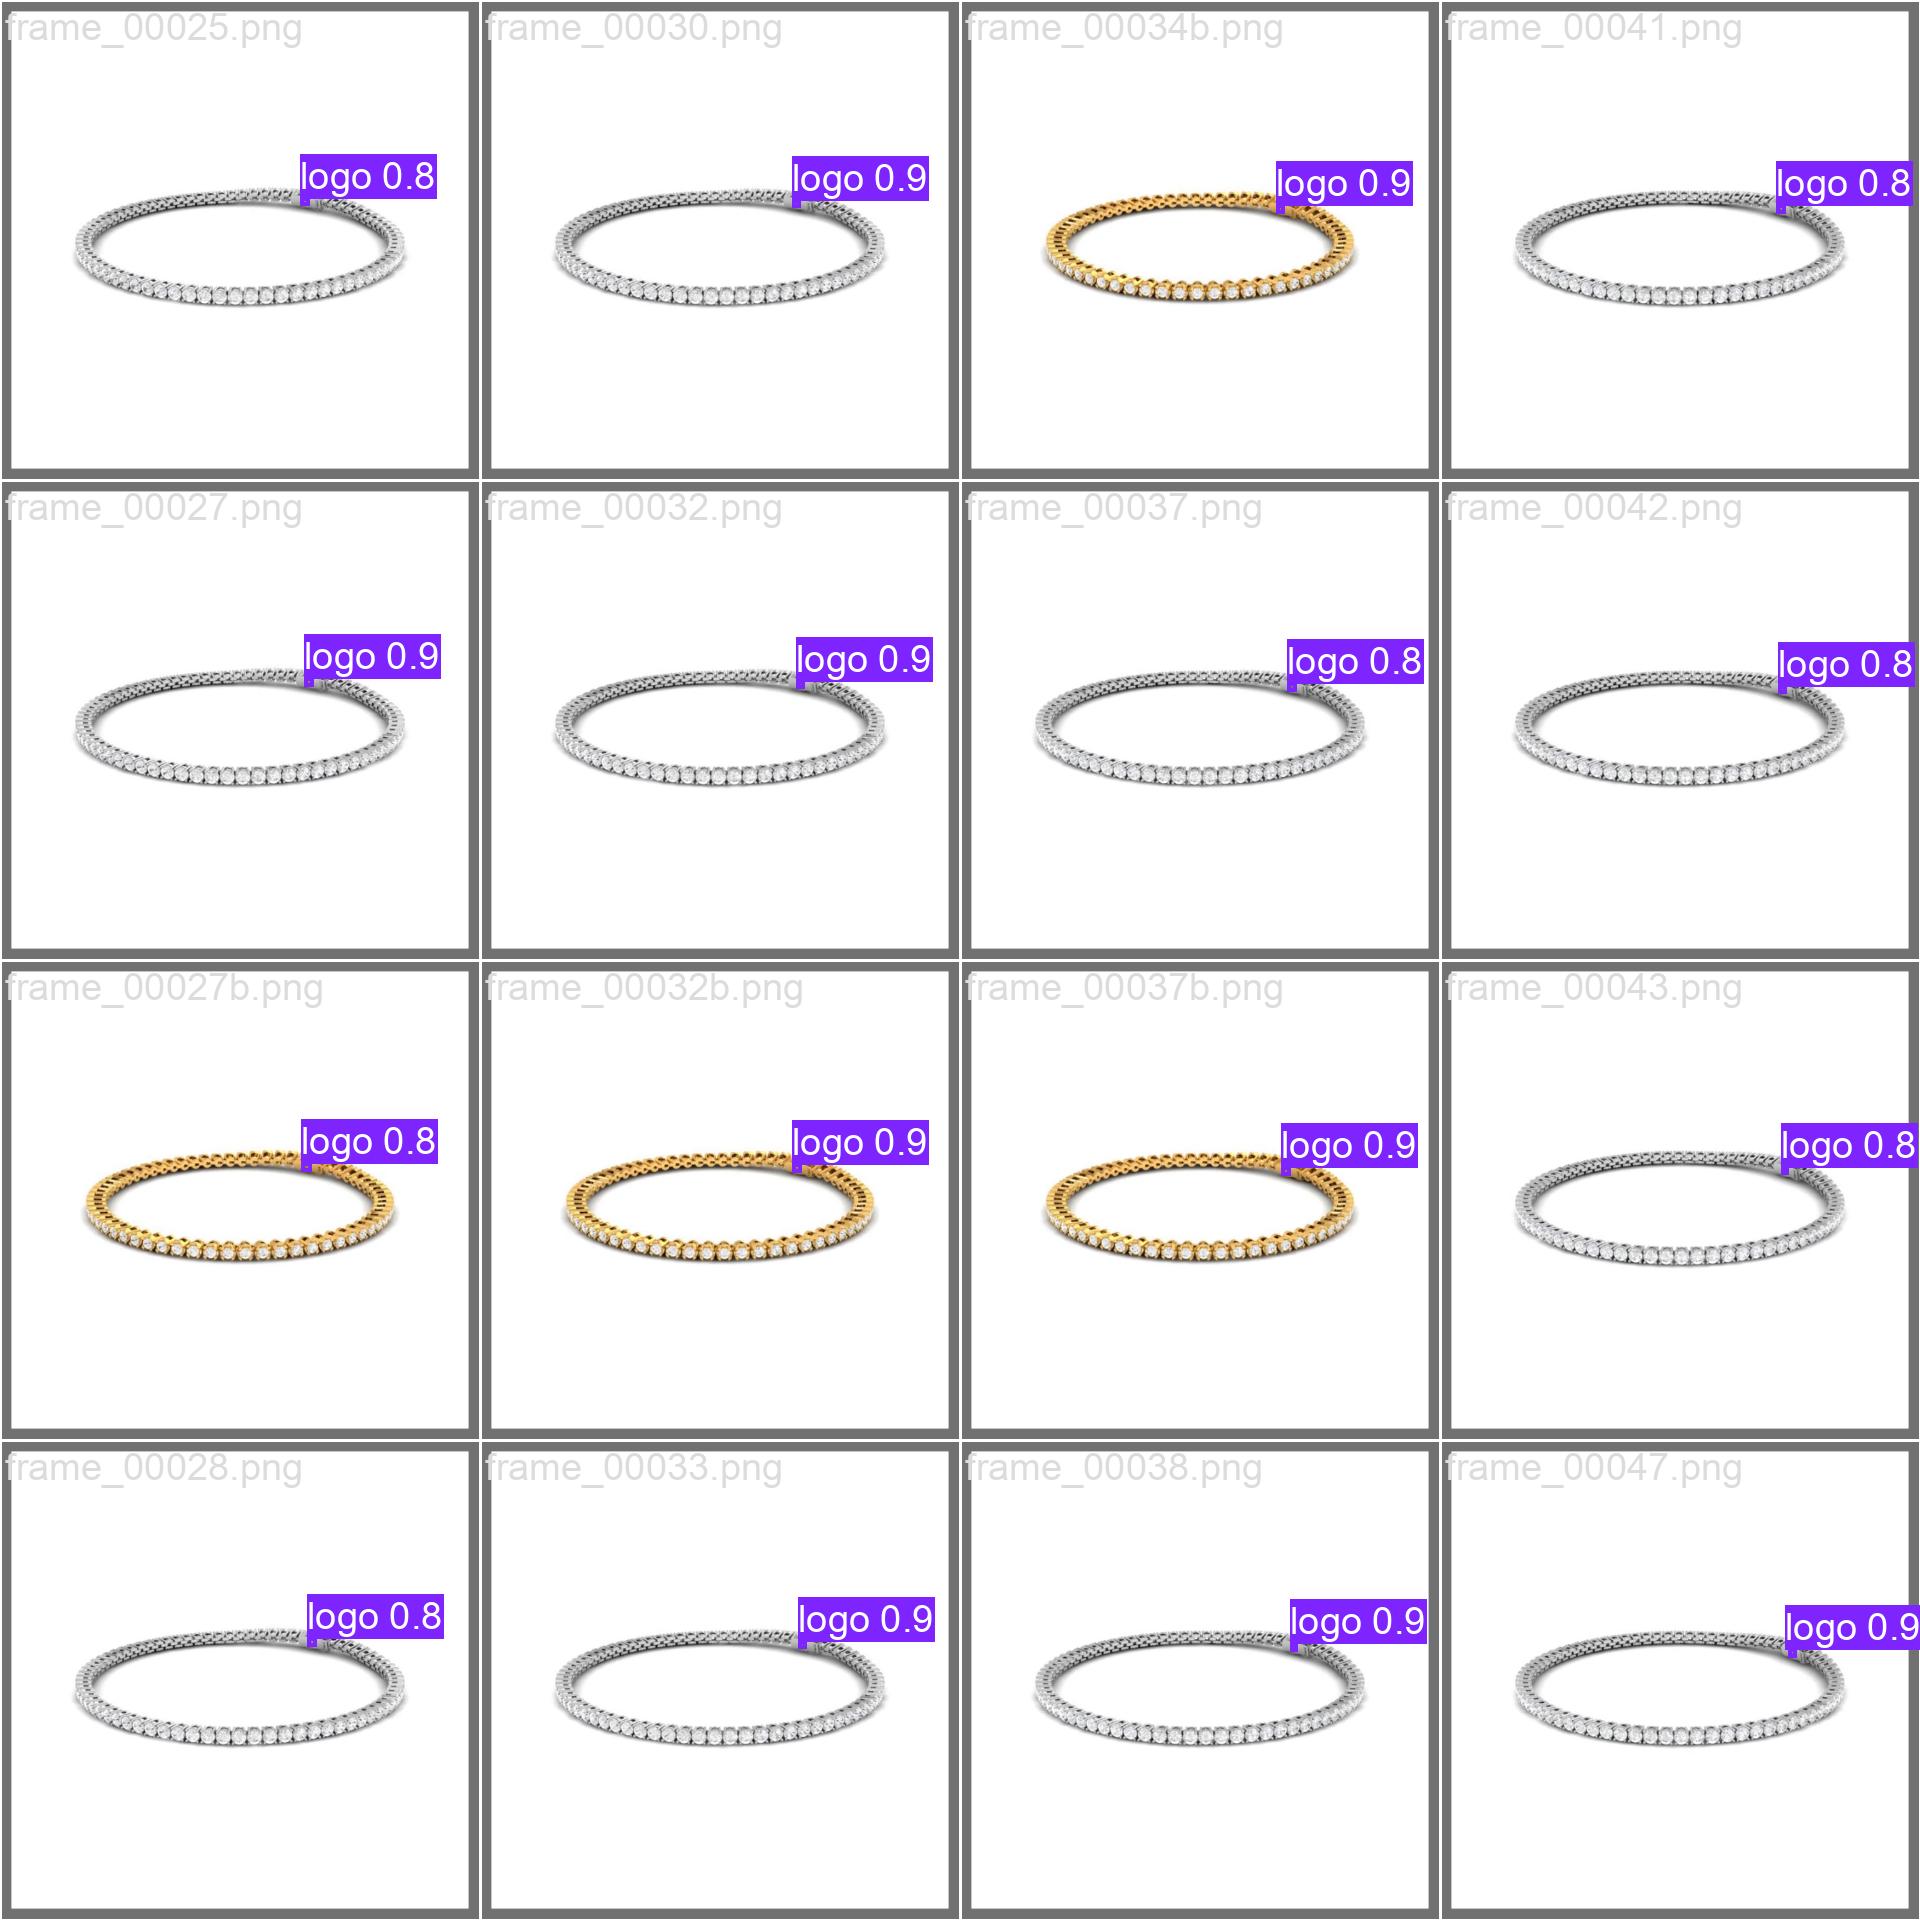 frame_00025.png
frame_00030.png
frame_00034b.png
frame_00041.png
logo 0.8
logo 0.9
logo 0.9
logo 0.8
frame_00027.png
frame_00032.png
frame_00037.png
frame_00042.png
logo 0.9
logo 0.9
logo 0.8
logo 0.8
frame_00027b.png
frame_00032b.png
frame_00037b.png
frame_00043.png
logo 0.8
logo 0.9
logo 0.9
logo 0.8
frame_00028.png
frame_00033.png
frame_00038.png
frame_00047.png
logo 0.8
logo 0.9
logo 0.9
logo 0.9